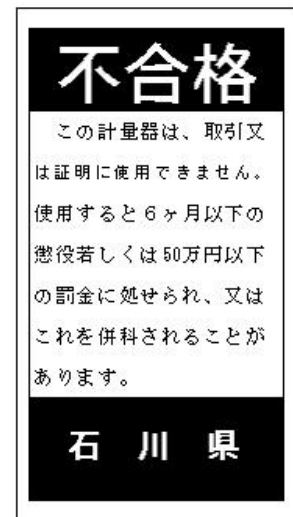 不合格
この計量器は、取引又
は証明に使用できません。
使用すると6ヶ月以下の
懲役若しくは50万円以下
の罰金に処せられ、又は
これを併科されることが
あります。
石川県